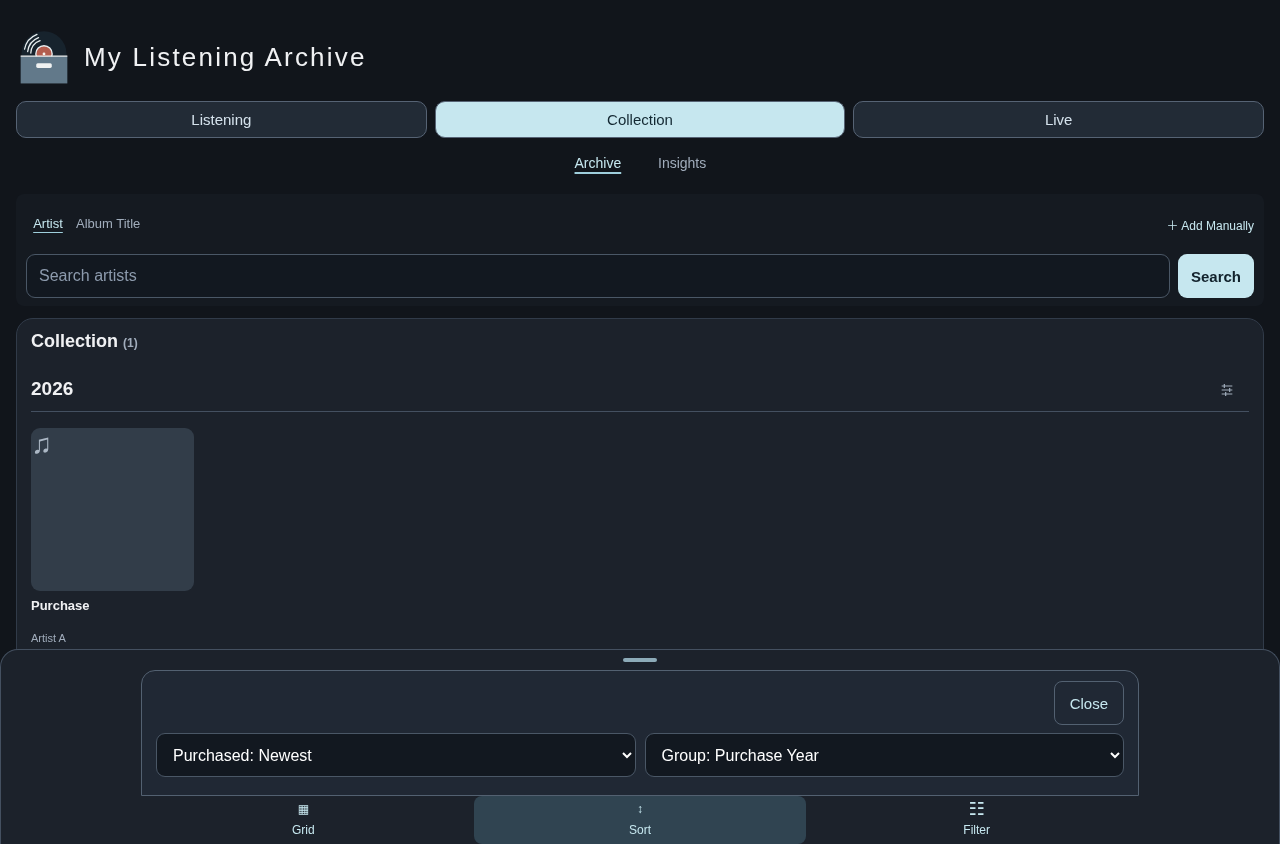 My Listening Archive
Listening
Collection
Live
Archive
Insights
Artist
Album Title
+ Add Manually
Search artists
Search
Collection (1)
2026
Purchase
Artist A
Close
Purchased: Newest
Group: Purchase Year
Grid
Sort
Filter